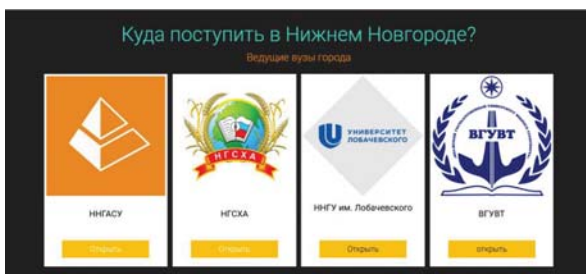 Куда поступить в Нижнем Новгороде?
Ведущие вузы города
НГСХА
УНИВЕРСИТЕТ
ЛОБАЧЕВСКОГО
ВГУВТ
ННГАСУ
НГСХА
ННГУ им. Лобачевского
ВГУВТ
Открыть
Открыть
Открыть
открыть